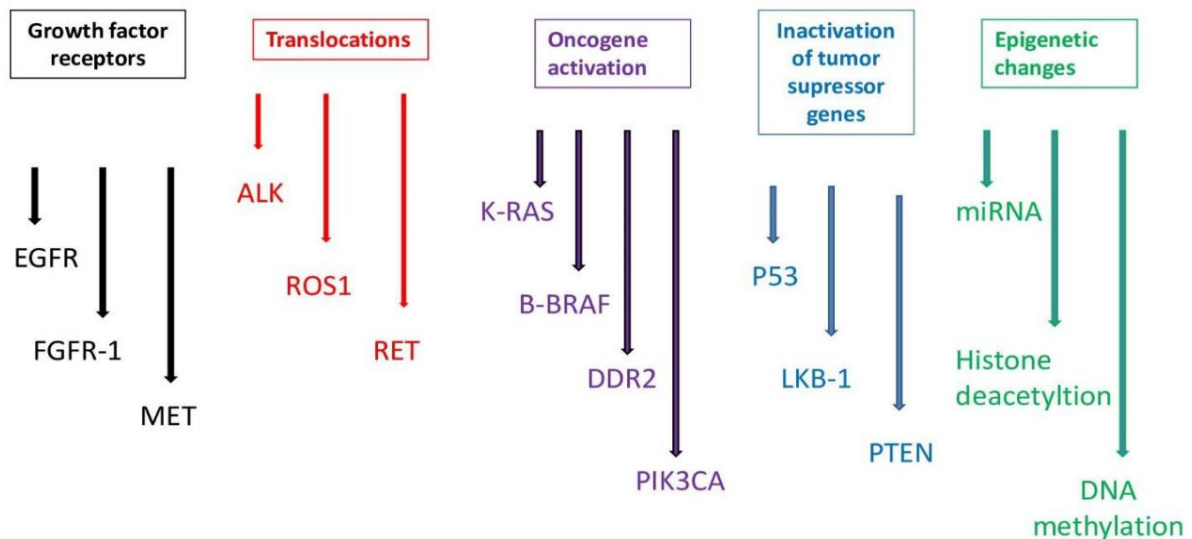 Growth factor
receptors
EGFR
FGFR-1
MET
Translocations
ALK
ROS1
RET
Oncogene
activation
K-RAS
B-BRAF
DDR2
PIK3CA
Inactivation
of tumor
supressor
genes
P53
LKB-1
PTEN
Epigenetic
changes
miRNA
Histone
deacetyltion
DNA
methylation